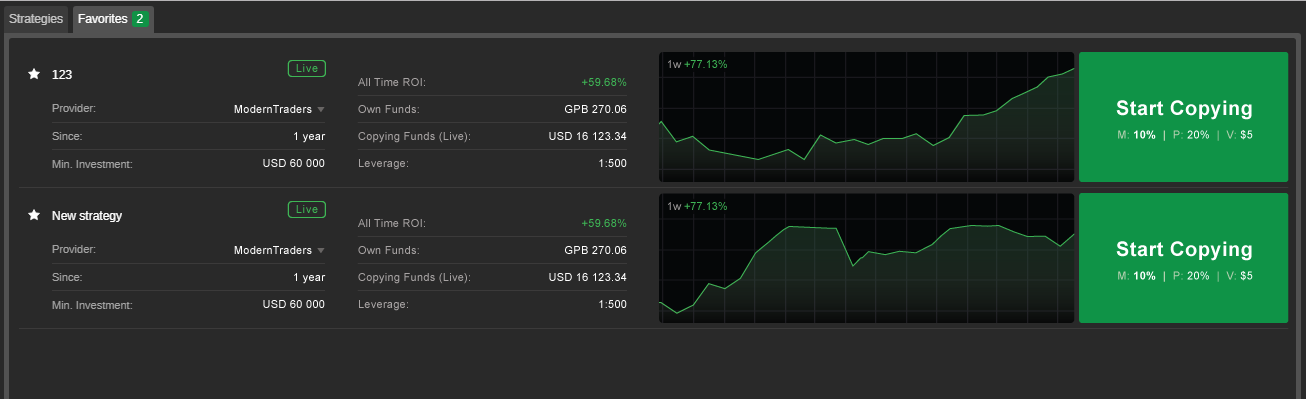 Strategies Favorites 2
123 Live
Provider: ModernTraders
Since: 1 year
Min. Investment: USD 60 000
All Time ROI: +59.68%
Own Funds: GPB 270.06
Copying Funds (Live): USD 16 123.34
Leverage: 1:500
1w +77.13%
Start Copying
M: 10% | P: 20% | V: $5
New strategy Live
Provider: ModernTraders
Since: 1 year
Min. Investment: USD 60 000
All Time ROI: +59.68%
Own Funds: GPB 270.06
Copying Funds (Live): USD 16 123.34
Leverage: 1:500
1w +77.13%
Start Copying
M: 10% | P: 20% | V: $5